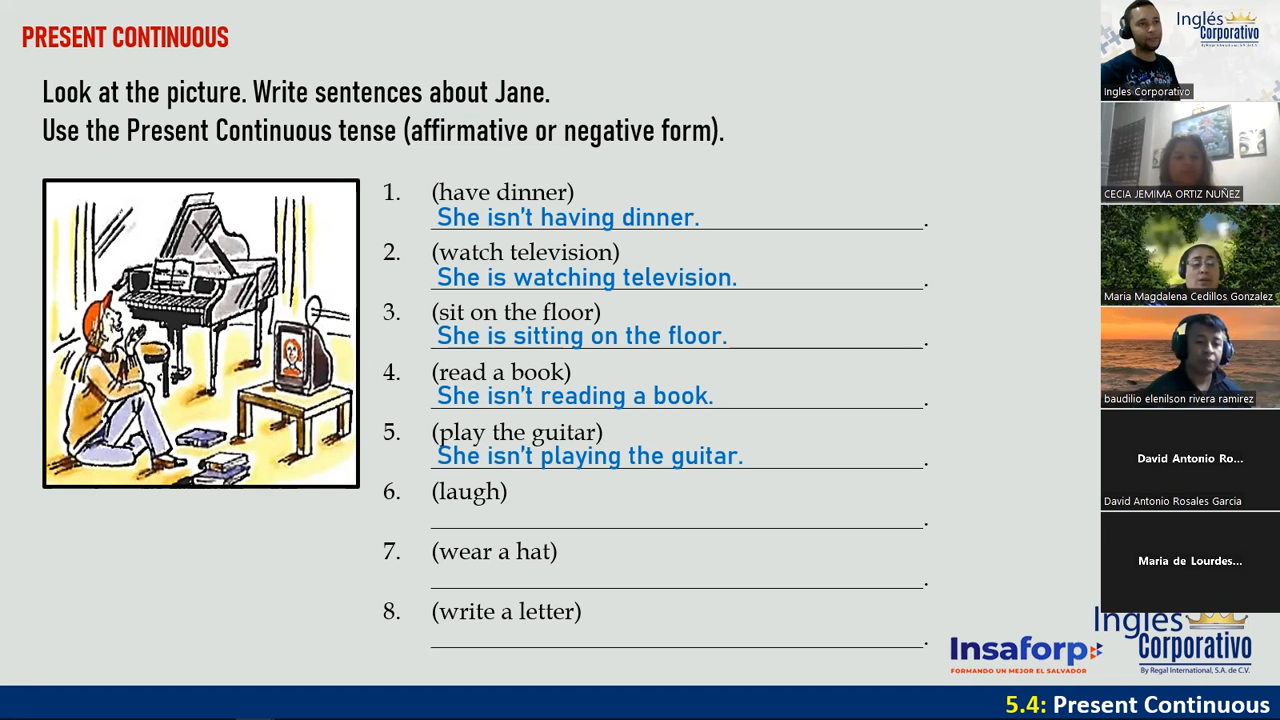 PRESENT CONTINUOUS
Look at the picture. Write sentences about Jane.
Use the Present Continuous tense (affirmative or negative form).
1. (have dinner)
She isn't having dinner. .
2. (watch television)
She is watching television. .
3. (sit on the floor)
She is sitting on the floor. .
4. (read a book)
She isn't reading a book. .
5. (play the guitar)
She isn't playing the guitar. .
6. (laugh)
.
7. (wear a hat)
.
8. (write a letter)
.
Inglés
Corporativo
By Regal International, S.A. de C.V.
Ingles Corporativo
CECIA JEMIMA ORTIZ NUÑEZ
Maria Magdalena Cedillos Gonzalez
baudilio elenilson rivera ramirez
David Antonio Ro...
David Antonio Rosales Garcia
Maria de Lourdes...
Insaforp
FORMANDO UN MEJOR EL SALVADOR
Inglés
Corporativo
By Regal International, S.A. de C.V.
5.4: Present Continuous